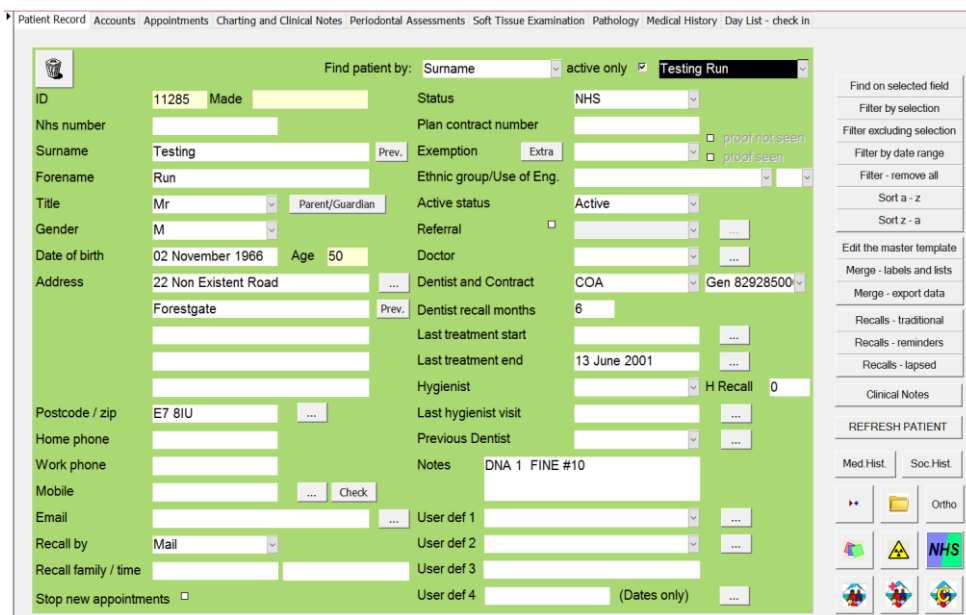 Patient Record Accounts Appointments Charting and Clinical Notes Periodontal Assessments Soft Tissue Examination Pathology Medical History Day List - check in
Find patient by: Surname active only Testing Run
ID 11285 Made Status NHS
Nhs number Plan contract number
proof not seen
Surname Testing Prev. Exemption Extra
proof seen
Forename Run Ethnic group/Use of Eng.
Title Mr Parent/Guardian Active status Active
Gender M Referral ...
Date of birth 02 November 1966 Age 50 Doctor ...
Address 22 Non Existent Road ... Dentist and Contract COA Gen 82928500
Forestgate Prev. Dentist recall months 6
Last treatment start ...
Last treatment end 13 June 2001 ...
Hygienist H Recall 0
Postcode / zip E7 8IU ... Last hygienist visit ...
Home phone Previous Dentist ...
Work phone Notes DNA 1 FINE #10
Mobile ... Check
Email ... User def 1 ...
Recall by Mail User def 2 ...
Recall family / time User def 3
Stop new appointments User def 4 (Dates only) ...
Find on selected field
Filter by selection
Filter excluding selection
Filter by date range
Filter - remove all
Sort a - z
Sort z - a
Edit the master template
Merge - labels and lists
Merge - export data
Recalls - traditional
Recalls - reminders
Recalls - lapsed
Clinical Notes
REFRESH PATIENT
Med.Hist. Soc.Hist.
Ortho
NHS
C